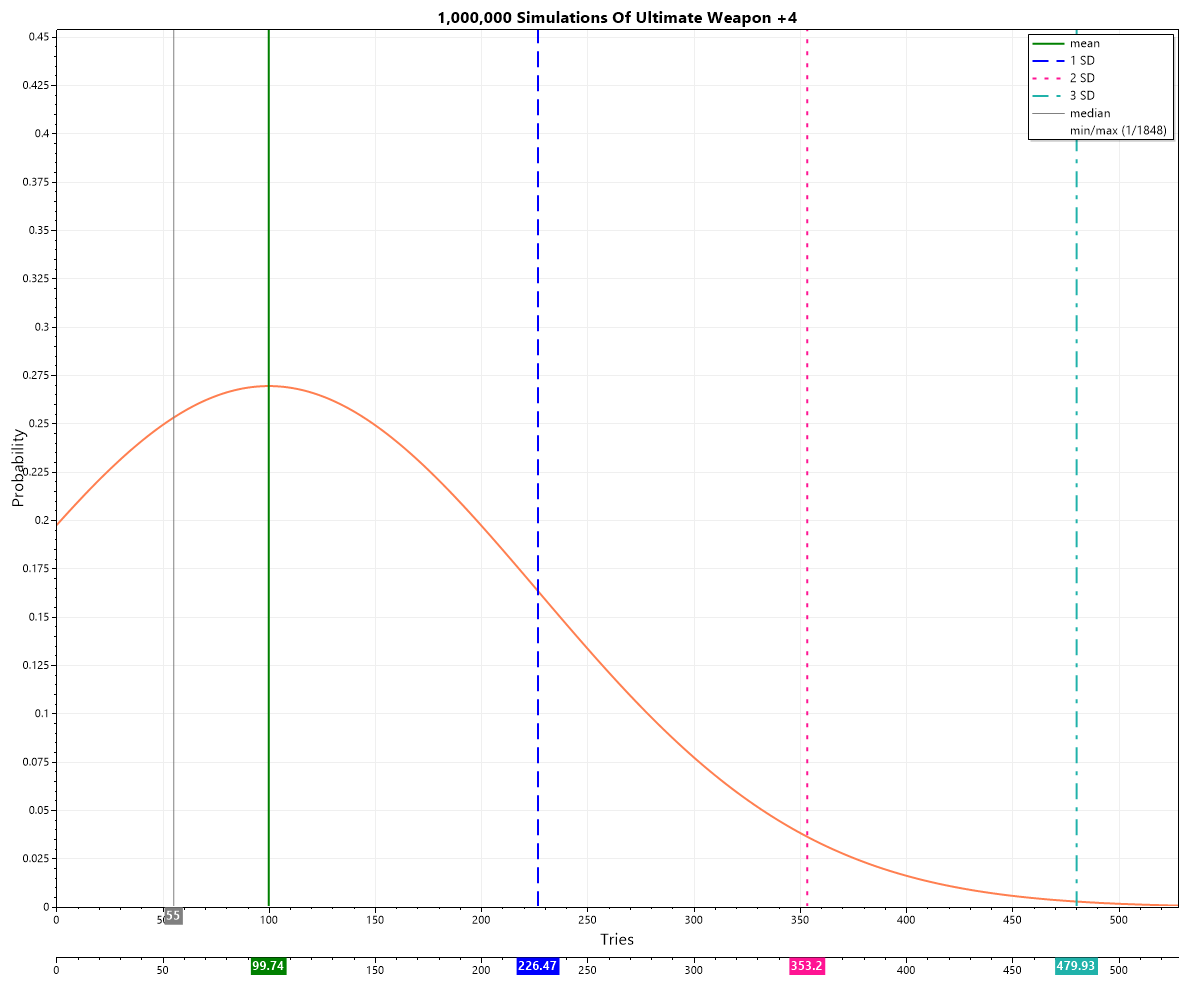 1,000,000 Simulations Of Ultimate Weapon +4
mean
1 SD
2 SD
3 SD
median
min/max (1/1848)
0.45
0.425
0.4
0.375
0.35
0.325
0.3
0.275
0.25
0.225
0.2
0.175
0.15
0.125
0.1
0.075
0.05
0.025
0
Probability
0 50 55 100 150 200 250 300 350 400 450 500
Tries
0 50 99.74 150 200 226.47 250 300 353.2 400 450 479.93 500